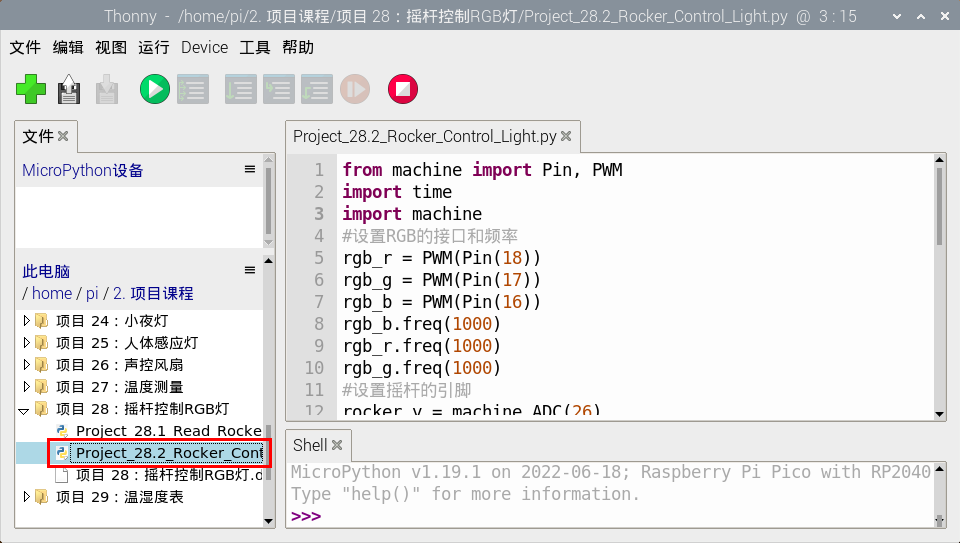 Thonny - /home/pi/2. 项目课程/项目 28：摇杆控制RGB灯/Project_28.2_Rocker_Control_Light.py @ 3 : 15
文件 编辑 视图 运行 Device 工具 帮助
文件
MicroPython设备
此电脑
/ home / pi / 2. 项目课程
项目 24：小夜灯
项目 25：人体感应灯
项目 26：声控风扇
项目 27：温度测量
项目 28：摇杆控制RGB灯
Project_28.1_Read_Rocke
Project_28.2_Rocker_Cont
项目 28：摇杆控制RGB灯.d
项目 29：温湿度表
Project_28.2_Rocker_Control_Light.py
1 from machine import Pin, PWM
2 import time
3 import machine
4 #设置RGB的接口和频率
5 rgb_r = PWM(Pin(18))
6 rgb_g = PWM(Pin(17))
7 rgb_b = PWM(Pin(16))
8 rgb_b.freq(1000)
9 rgb_r.freq(1000)
10 rgb_g.freq(1000)
11 #设置摇杆的引脚
12 rocker_y = machine.ADC(26)
Shell
MicroPython v1.19.1 on 2022-06-18; Raspberry Pi Pico with RP2040
Type "help()" for more information.
>>>